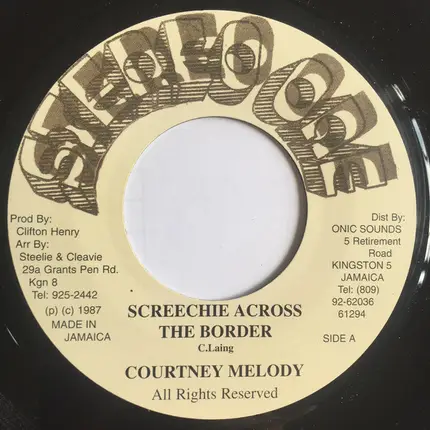 STEREO ONE
Prod By:
Clifton Henry
Arr By:
Steelie & Cleavie
29a Grants Pen Rd.
Kgn 8
Tel: 925-2442
(p) (c) 1987
MADE IN
JAMAICA
Dist By:
ONIC SOUNDS
5 Retirement
Road
KINGSTON 5
JAMAICA
Tel: (809)
92-62036
61294
SIDE A
SCREECHIE ACROSS
THE BORDER
C.Laing
COURTNEY MELODY
All Rights Reserved